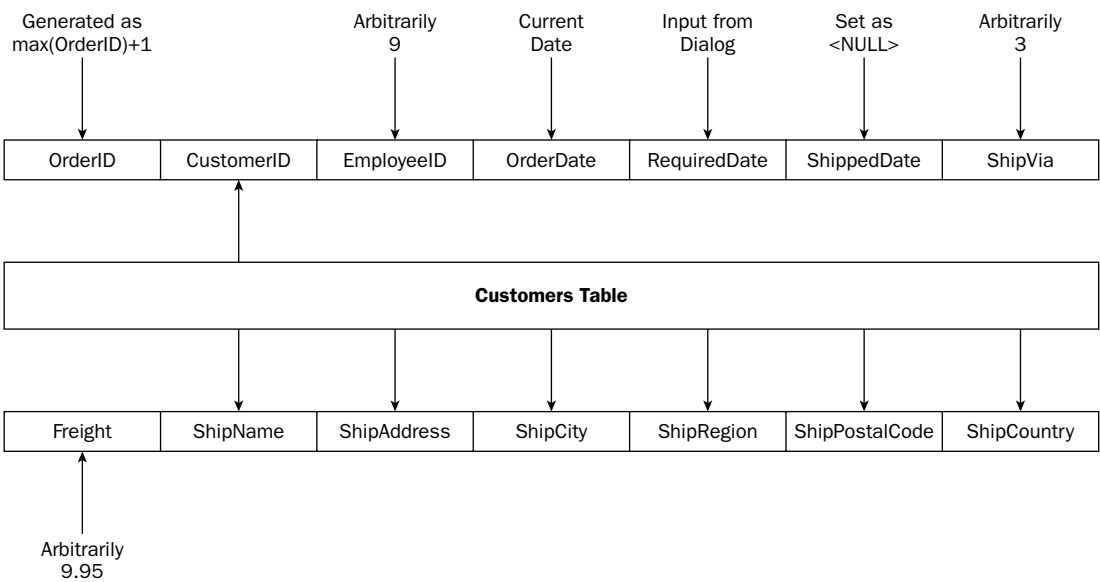 Generated as
max(OrderID)+1
Arbitrarily
9
Current
Date
Input from
Dialog
Set as
<NULL>
Arbitrarily
3
OrderID
CustomerID
EmployeeID
OrderDate
RequiredDate
ShippedDate
ShipVia
Customers Table
Freight
ShipName
ShipAddress
ShipCity
ShipRegion
ShipPostalCode
ShipCountry
Arbitrarily
9.95